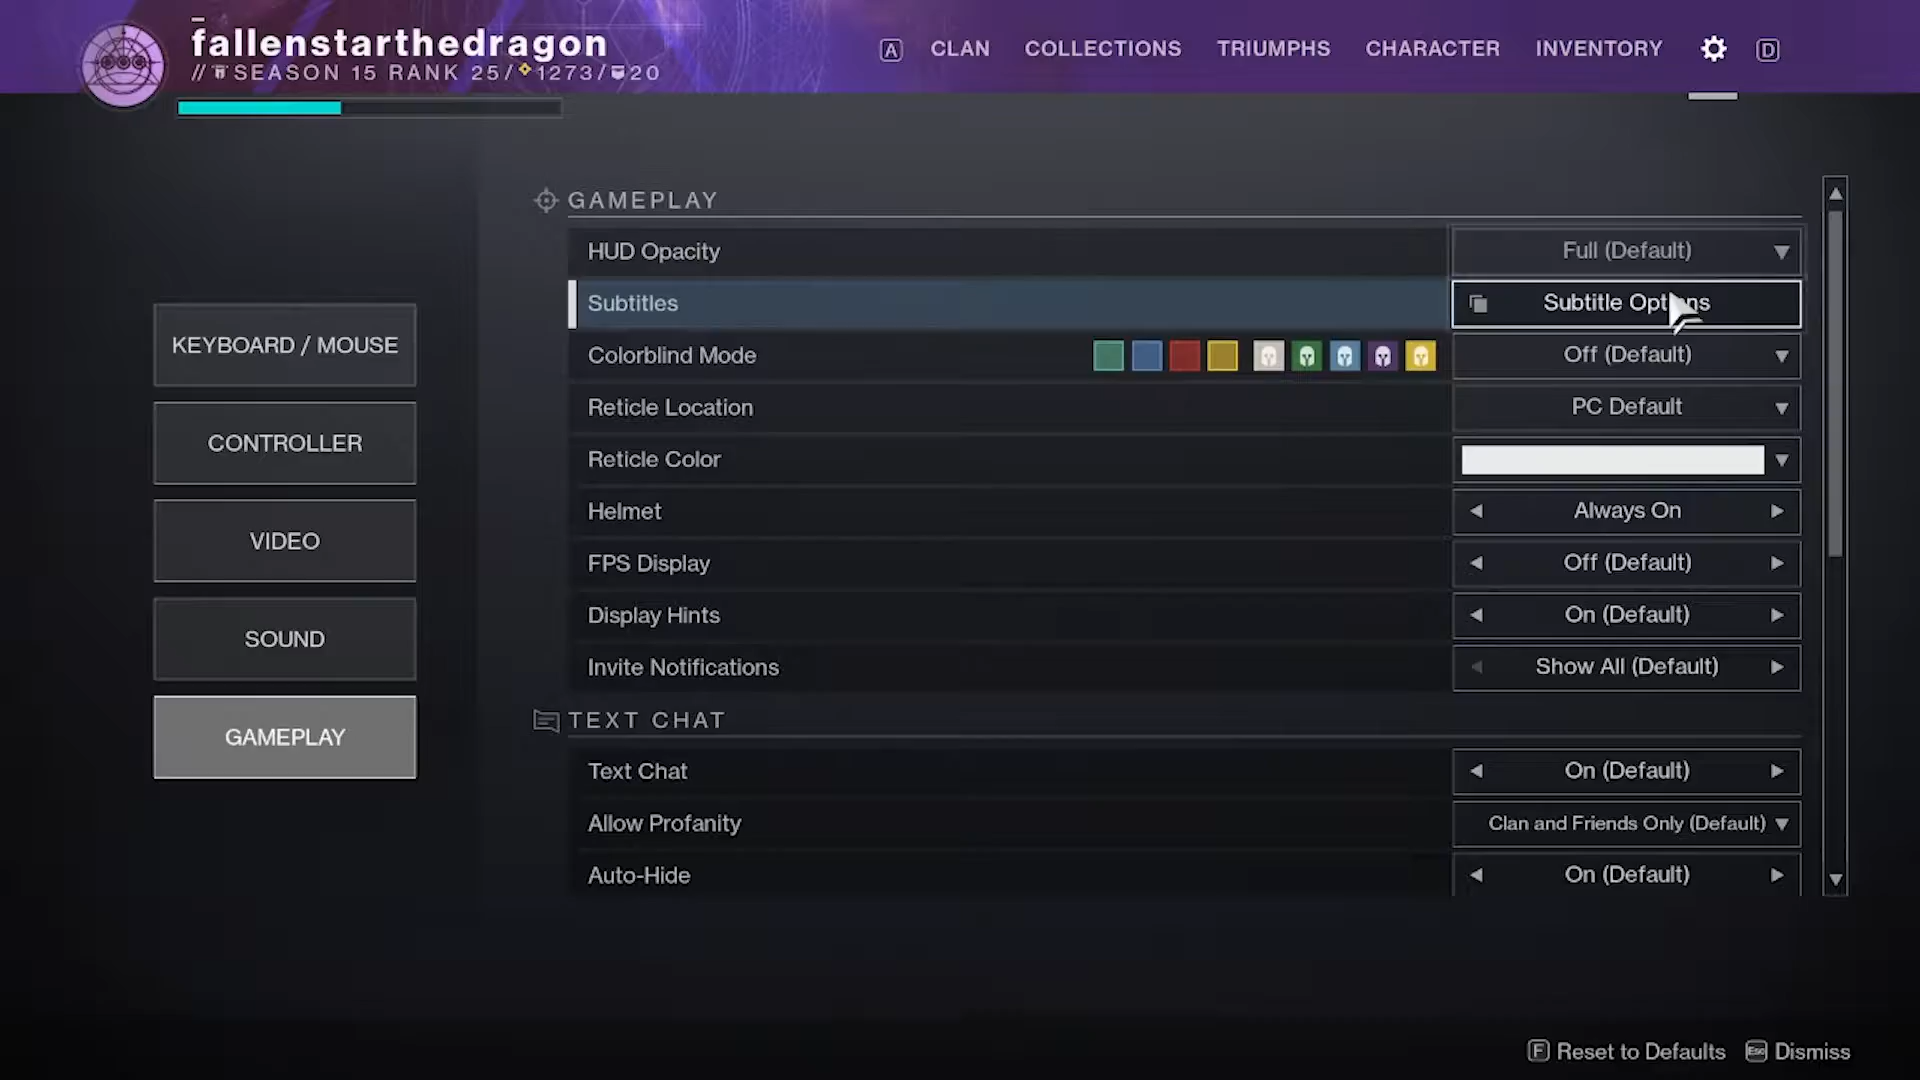 fallenstarthedragon
// SEASON 15 RANK 25/1273/20
A CLAN COLLECTIONS TRIUMPHS CHARACTER INVENTORY D
GAMEPLAY
HUD Opacity Full (Default)
Subtitles Subtitle
Colorblind Mode Off (Default)
Reticle Location PC Default
Reticle Color
Helmet Always On
FPS Display Off (Default)
Display Hints On (Default)
Invite Notifications Show All (Default)
TEXT CHAT
Text Chat On (Default)
Allow Profanity Clan and Friends Only (Default)
Auto-Hide On (Default)
KEYBOARD / MOUSE
CONTROLLER
VIDEO
SOUND
GAMEPLAY
F Reset to Defaults Esc Dismiss